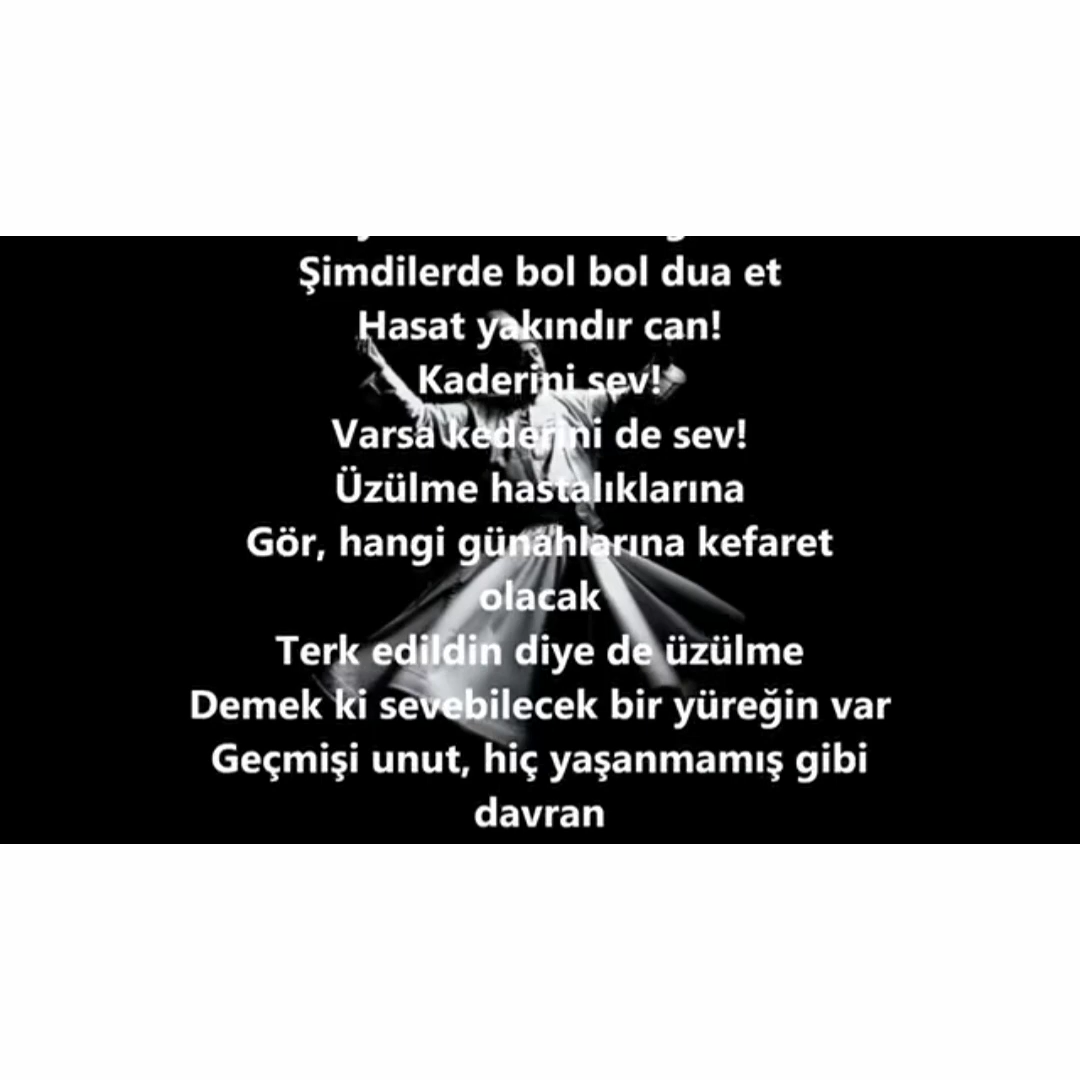 Şimdilerde bol bol dua et
Hasat yakındır can!
Kaderini sev!
Varsa kederini de sev!
Üzülme hastalıklarına
Gör, hangi günahlarına kefaret
olacak
Terk edildin diye de üzülme
Demek ki sevebilecek bir yüreğin var
Geçmişi unut, hiç yaşanmamış gibi
davran